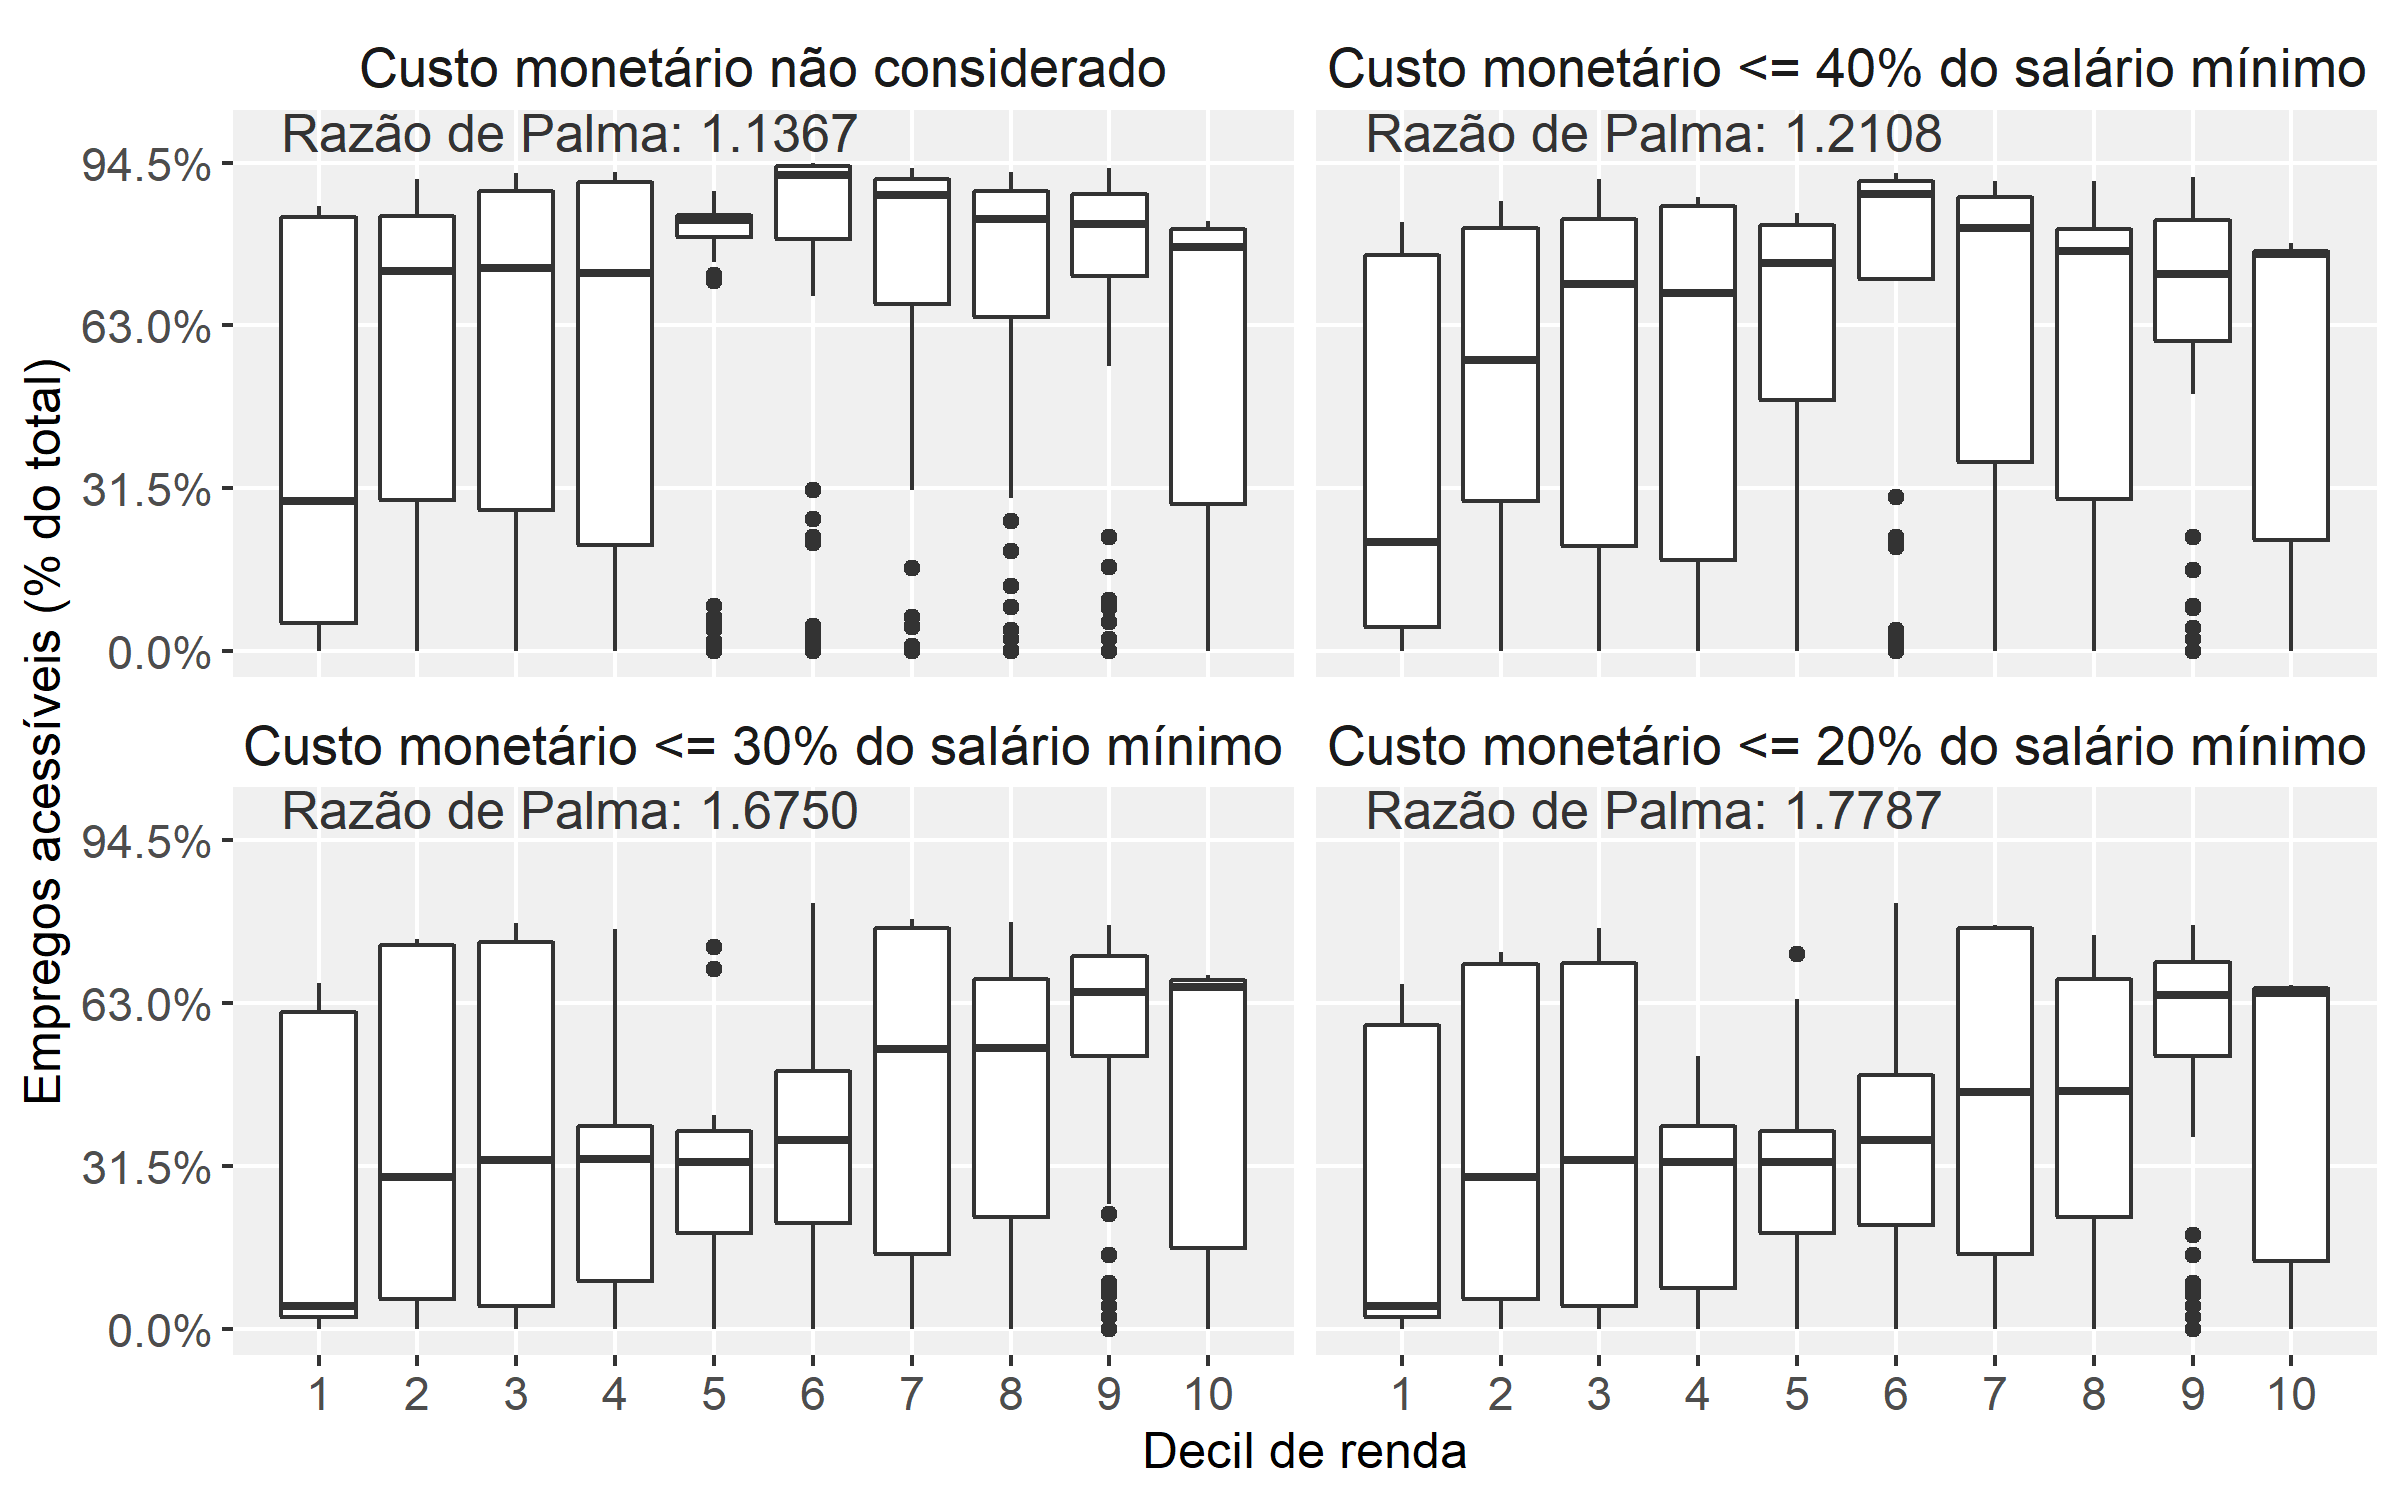 Custo monetário não considerado
Custo monetário <= 40% do salário mínimo
Razão de Palma: 1.1367
Razão de Palma: 1.2108
94.5%
63.0%
31.5%
0.0%
Custo monetário <= 30% do salário mínimo
Custo monetário <= 20% do salário mínimo
Razão de Palma: 1.6750
Razão de Palma: 1.7787
94.5%
63.0%
31.5%
0.0%
Empregos acessíveis (% do total)
1 2 3 4 5 6 7 8 9 10
1 2 3 4 5 6 7 8 9 10
Decil de renda